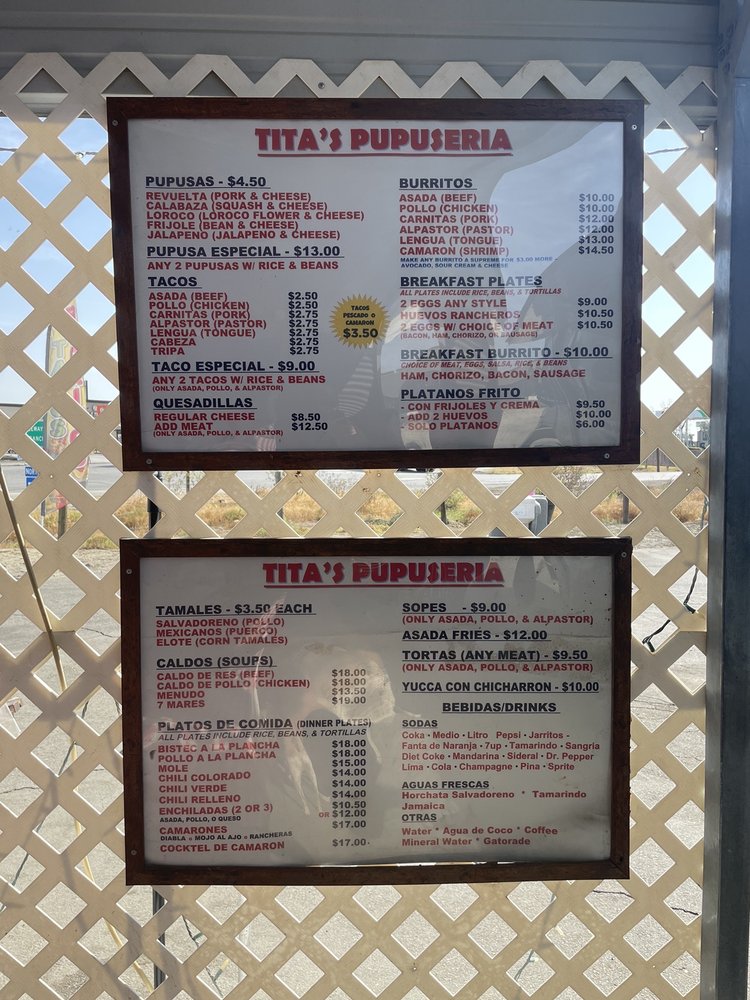 TITA'S PUPUSERIA
PUPUSAS - $4.50
REVUELTA (PORK & CHEESE)
CALABAZA (SQUASH & CHEESE)
LOROCO (LOROCO FLOWER & CHEESE)
FRIJOLE (BEAN & CHEESE)
JALAPENO (JALAPENO & CHEESE)
PUPUSA ESPECIAL - $13.00
ANY 2 PUPUSAS W/ RICE & BEANS
TACOS
ASADA (BEEF) $2.50
POLLO (CHICKEN) $2.50
CARNITAS (PORK) $2.75
ALPASTOR (PASTOR) $2.75
LENGUA (TONGUE) $2.75
CABEZA $2.75
TRIPA $2.75
TACOS
PESCADO O
CAMARON
$3.50
TACO ESPECIAL - $9.00
ANY 2 TACOS W/ RICE & BEANS
(ONLY ASADA, POLLO, & ALPASTOR)
QUESADILLAS
REGULAR CHEESE $8.50
ADD MEAT $12.50
(ONLY ASADA, POLLO, & ALPASTOR)
BURRITOS
ASADA (BEEF) $10.00
POLLO (CHICKEN) $10.00
CARNITAS (PORK) $12.00
ALPASTOR (PASTOR) $12.00
LENGUA (TONGUE) $13.00
CAMARON (SHRIMP) $14.50
MAKE ANY BURRITO A SUPREME FOR $3.00 MORE -
AVOCADO, SOUR CREAM & CHEESE
BREAKFAST PLATES
ALL PLATES INCLUDE RICE, BEANS, & TORTILLAS
2 EGGS ANY STYLE $9.00
HUEVOS RANCHEROS $10.50
2 EGGS W/ CHOICE OF MEAT $10.50
(BACON, HAM, CHORIZO, OR SAUSAGE)
BREAKFAST BURRITO - $10.00
CHOICE OF MEAT, EGGS, SALSA, RICE, & BEANS
HAM, CHORIZO, BACON, SAUSAGE
PLATANOS FRITO
- CON FRIJOLES Y CREMA $9.50
- ADD 2 HUEVOS $10.00
- SOLO PLATANOS $6.00
TITA'S PUPUSERIA
TAMALES - $3.50 EACH
SALVADORENO (POLLO)
MEXICANOS (PUERCO)
ELOTE (CORN TAMALES)
CALDOS (SOUPS)
CALDO DE RES (BEEF) $18.00
CALDO DE POLLO (CHICKEN) $18.00
MENUDO $13.50
7 MARES $19.00
PLATOS DE COMIDA (DINNER PLATES)
ALL PLATES INCLUDE RICE, BEANS, & TORTILLAS
BISTEC A LA PLANCHA $18.00
POLLO A LA PLANCHA $18.00
MOLE $15.00
CHILI COLORADO $14.00
CHILI VERDE $14.00
CHILI RELLENO $14.00
ENCHILADAS (2 OR 3) $10.50
ASADA, POLLO, O QUESO OR $12.00
CAMARONES $17.00
DIABLA o MOJO AL AJO o RANCHERAS
COCKTEL DE CAMARON $17.00
SOPES - $9.00
(ONLY ASADA, POLLO, & ALPASTOR)
ASADA FRIES - $12.00
TORTAS (ANY MEAT) - $9.50
(ONLY ASADA, POLLO, & ALPASTOR)
YUCCA CON CHICHARRON - $10.00
BEBIDAS/DRINKS
SODAS
Coka • Medio • Litro Pepsi • Jarritos -
Fanta de Naranja • 7up • Tamarindo • Sangria
Diet Coke • Mandarina • Sideral • Dr. Pepper
Lima • Cola • Champagne • Pina • Sprite
AGUAS FRESCAS
Horchata Salvadoreno * Tamarindo
Jamaica
OTRAS
Water * Agua de Coco * Coffee
Mineral Water * Gatorade